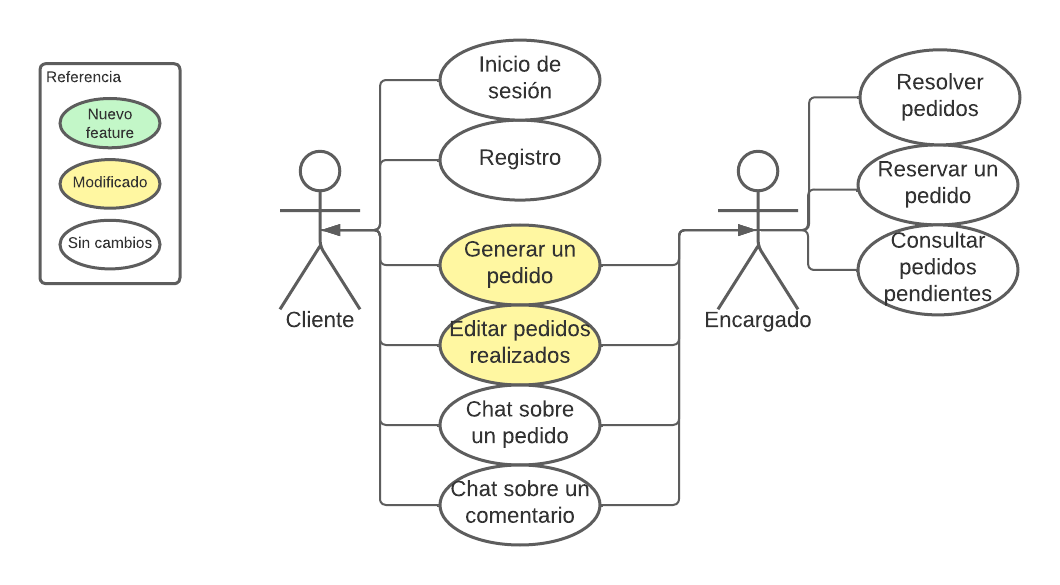 Referencia
Nuevo
feature
Modificado
Sin cambios
Cliente
Inicio de
sesión
Registro
Generar un
pedido
Editar pedidos
realizados
Chat sobre
un pedido
Chat sobre un
comentario
Encargado
Resolver
pedidos
Reservar un
pedido
Consultar
pedidos
pendientes